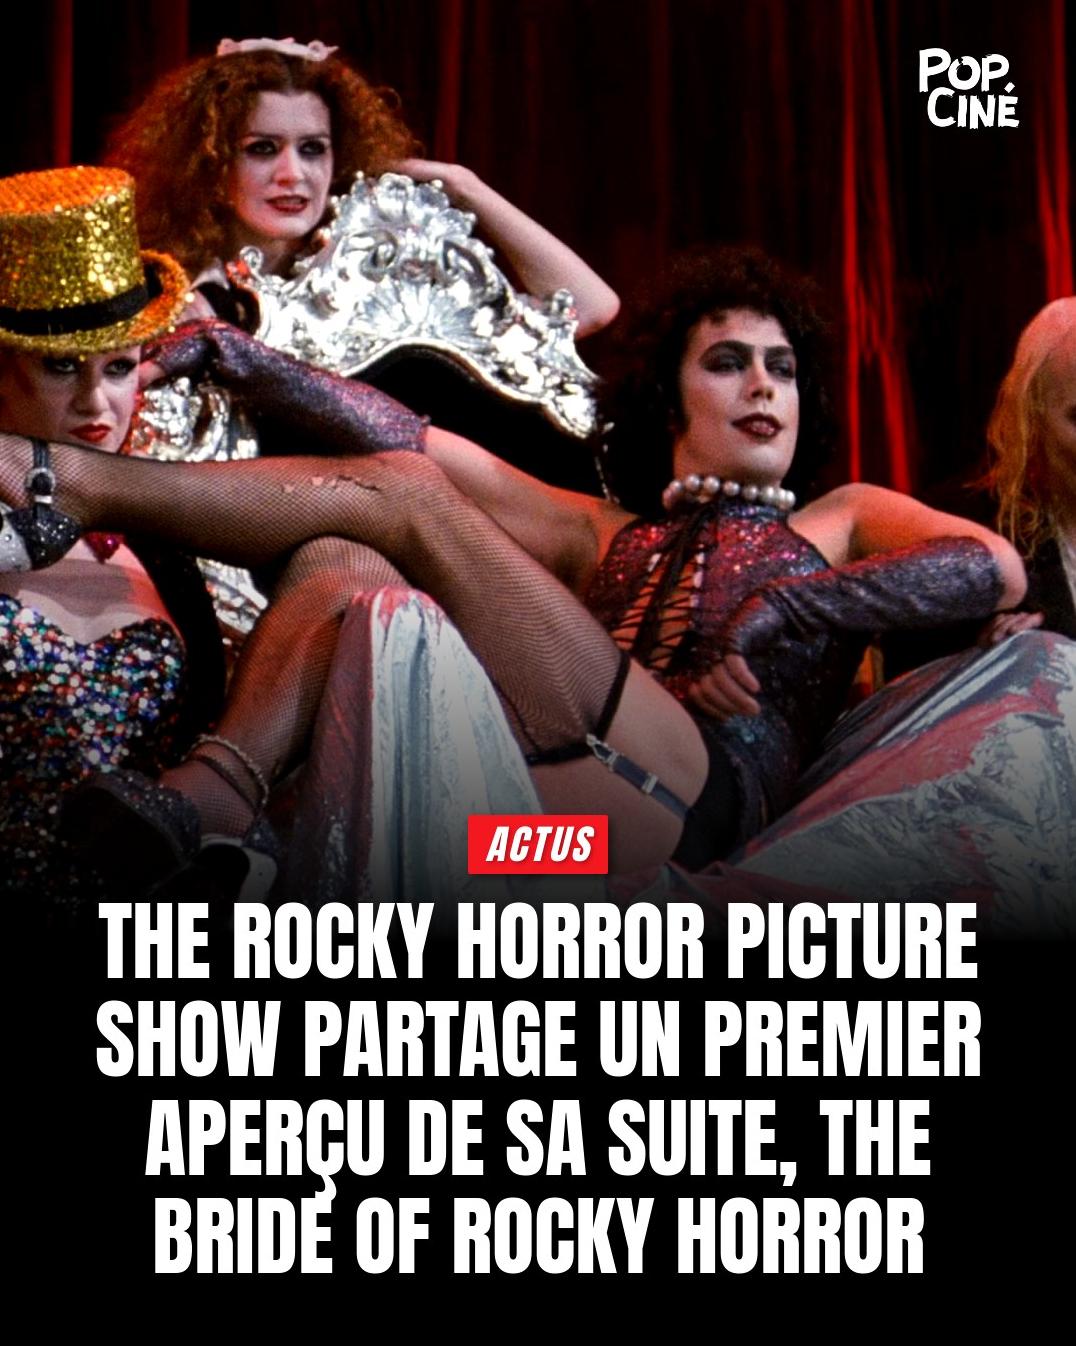 POP.
CINÉ
ACTUS
THE ROCKY HORROR PICTURE
SHOW PARTAGE UN PREMIER
APERÇU DE SA SUITE, THE
BRIDE OF ROCKY HORROR